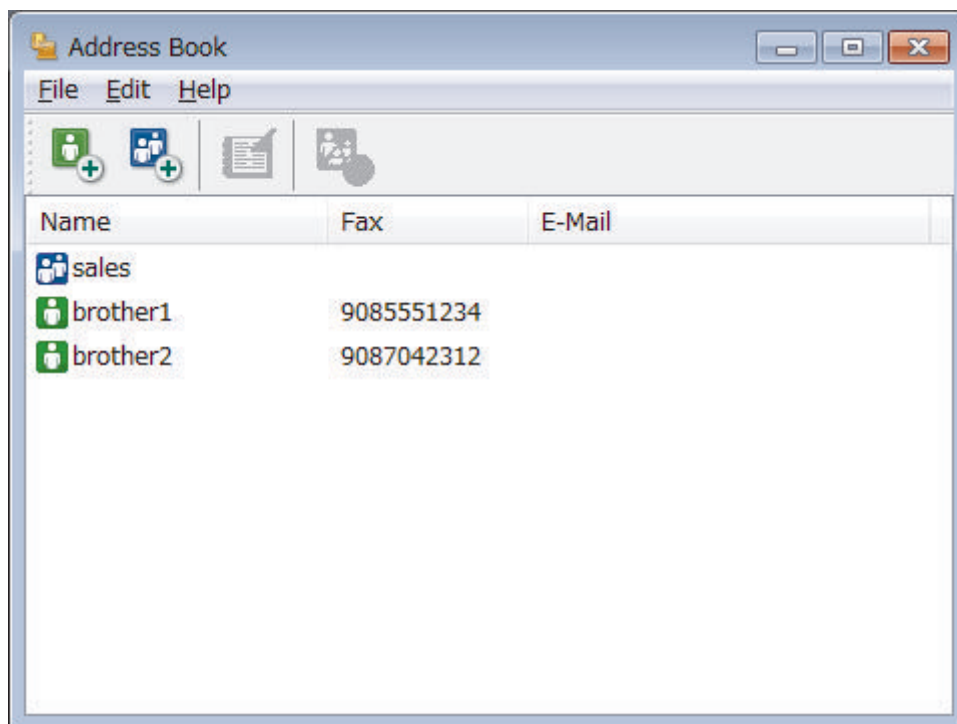 Address Book
File Edit Help
Name Fax E-Mail
sales
brother1 9085551234
brother2 9087042312